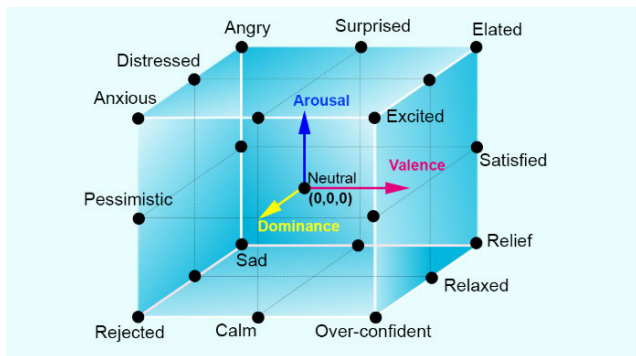 Angry
Surprised
Elated
Distressed
Anxious
Arousal
Excited
Valence
Satisfied
Neutral
(0,0,0)
Pessimistic
Dominance
Sad
Relief
Relaxed
Rejected
Calm
Over-confident